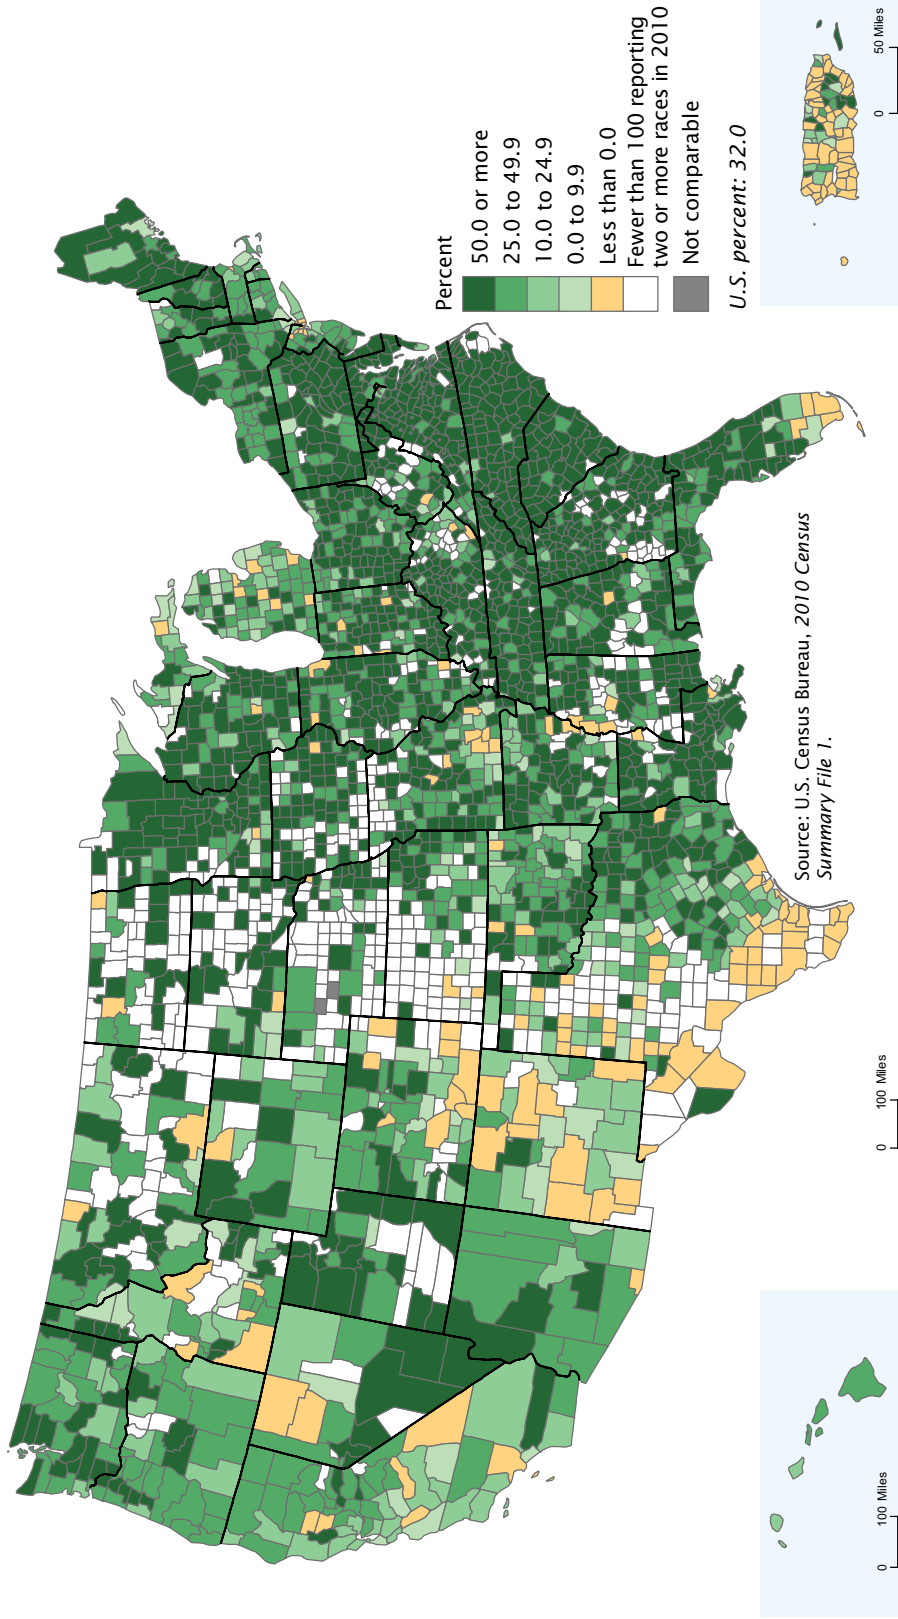 Percent
50.0 or more
25.0 to 49.9
10.0 to 24.9
0.0 to 9.9
Less than 0.0
Fewer than 100 reporting
two or more races in 2010
Not comparable
U.S. percent: 32.0
Source: U.S. Census Bureau, 2010 Census
Summary File 1.
0 100 Miles
0 100 Miles
0 50 Miles